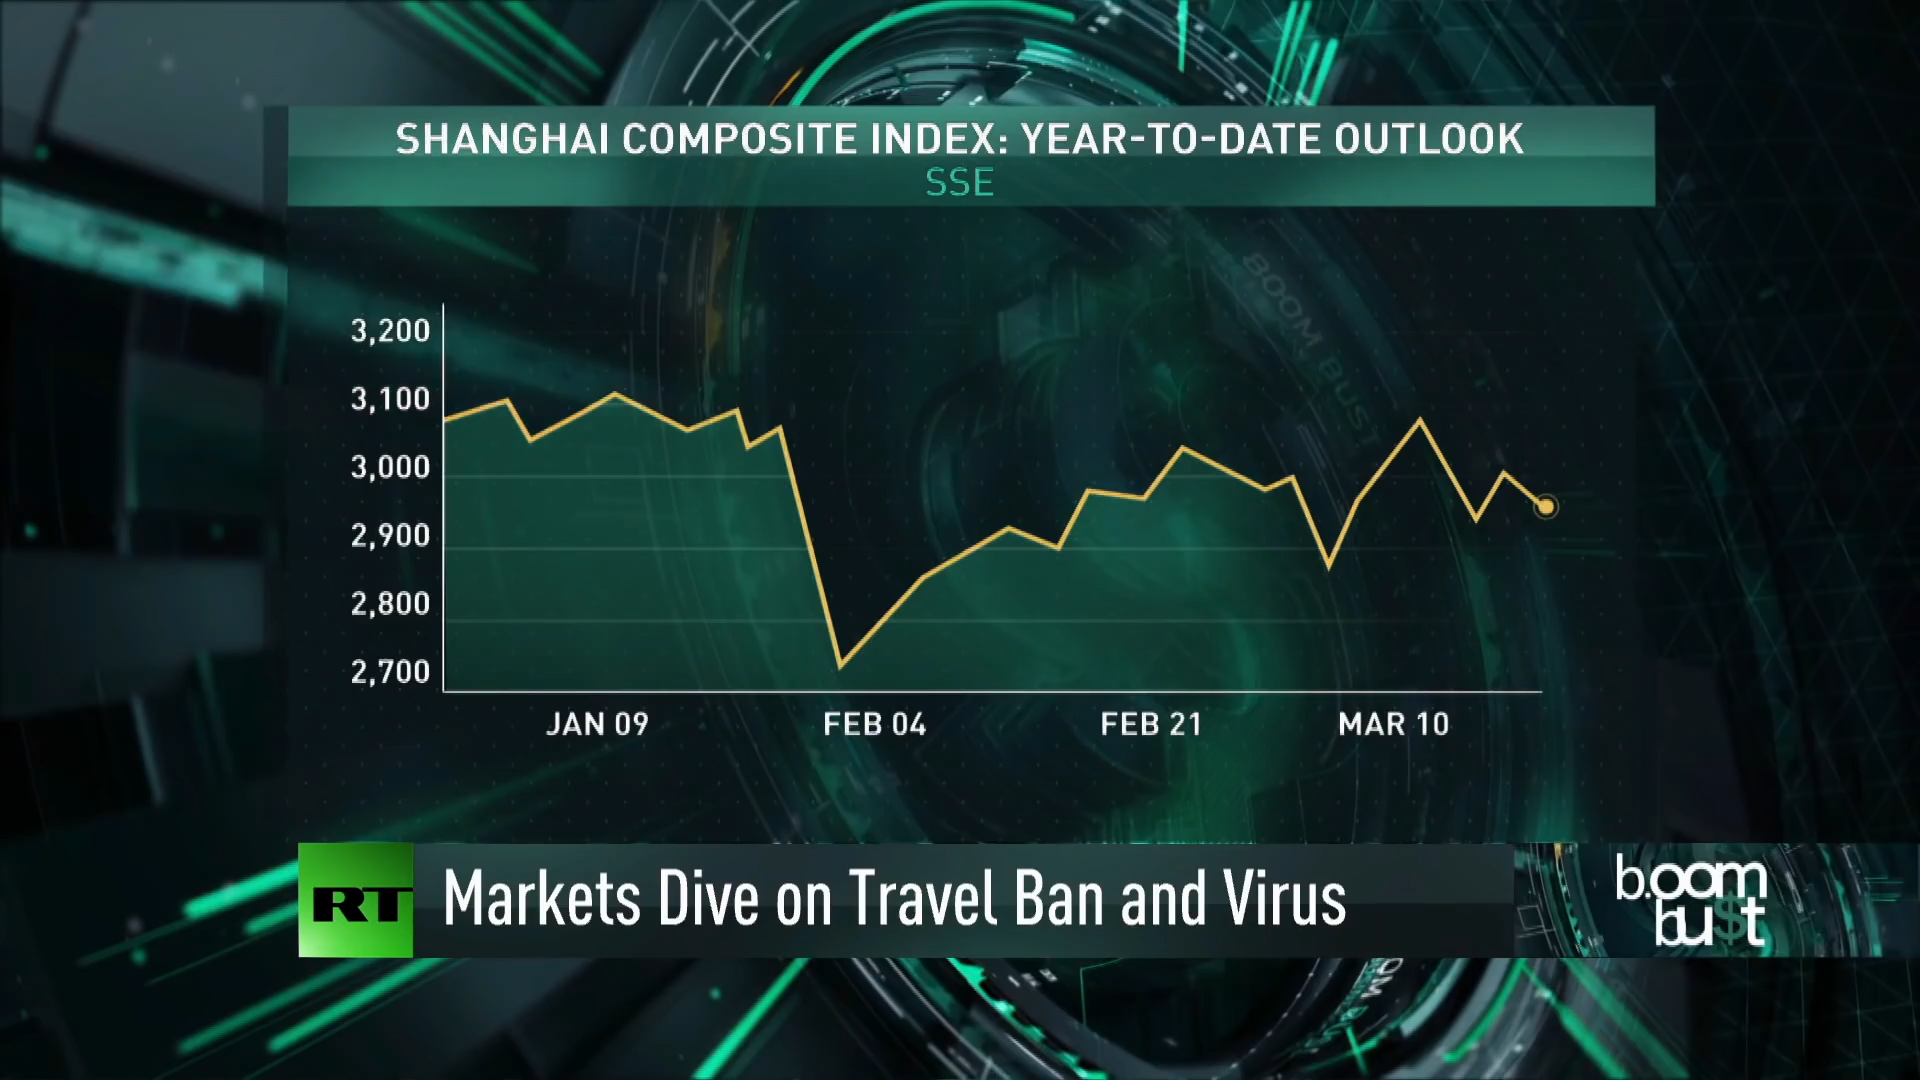 SHANGHAI COMPOSITE INDEX: YEAR-TO-DATE OUTLOOK
SSE
BOOM BUST
3,200
3,100
3,000
2,900
2,800
2,700
JAN 09
FEB 04
FEB 21
MAR 10
RT
Markets Dive on Travel Ban and Virus
b.oom
bu$t